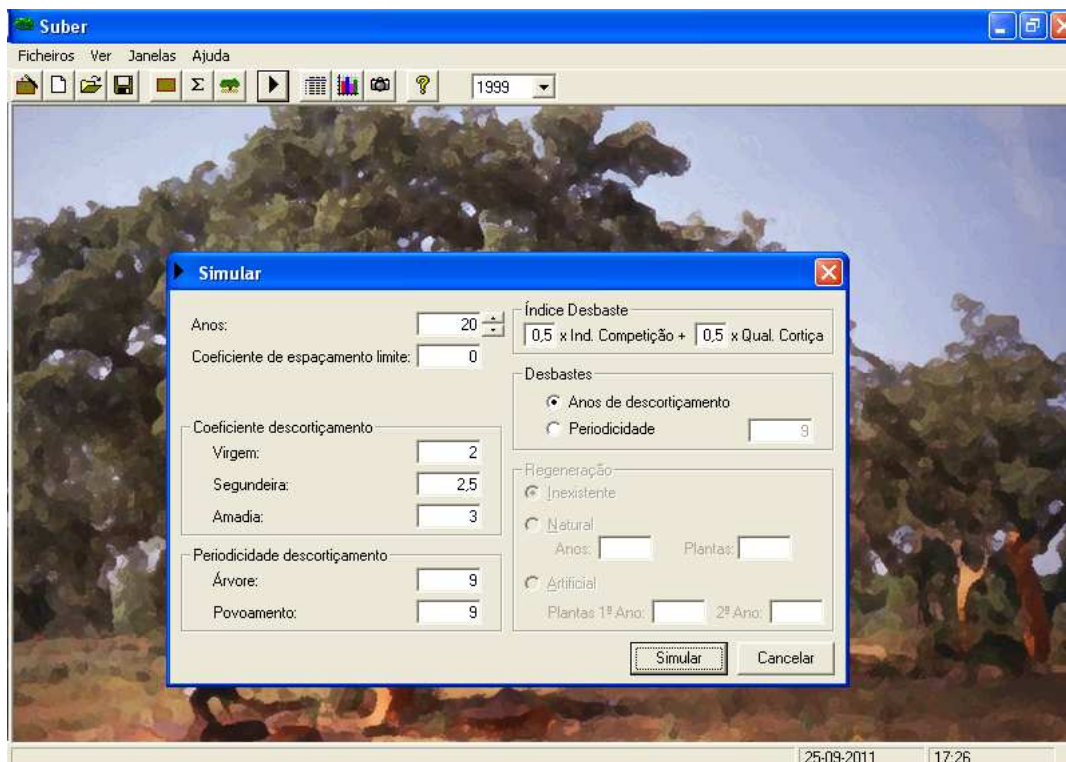 Suber
Ficheiros Ver Janelas Ajuda
Σ ? 1999
Simular
Anos: 20
Coeficiente de espaçamento limite: 0
Coeficiente descortiçamento
Virgem: 2
Segundeira: 2,5
Amadia: 3
Periodicidade descortiçamento
Árvore: 9
Povoamento: 9
Índice Desbaste
0,5 x Ind. Competição + 0,5 x Qual. Cortiça
Desbastes
Anos de descortiçamento
Periodicidade 9
Regeneração
Inexistente
Natural
Anos: Plantas:
Artificial
Plantas 1º Ano: 2º Ano:
Simular Cancelar
25-09-2011 17:26